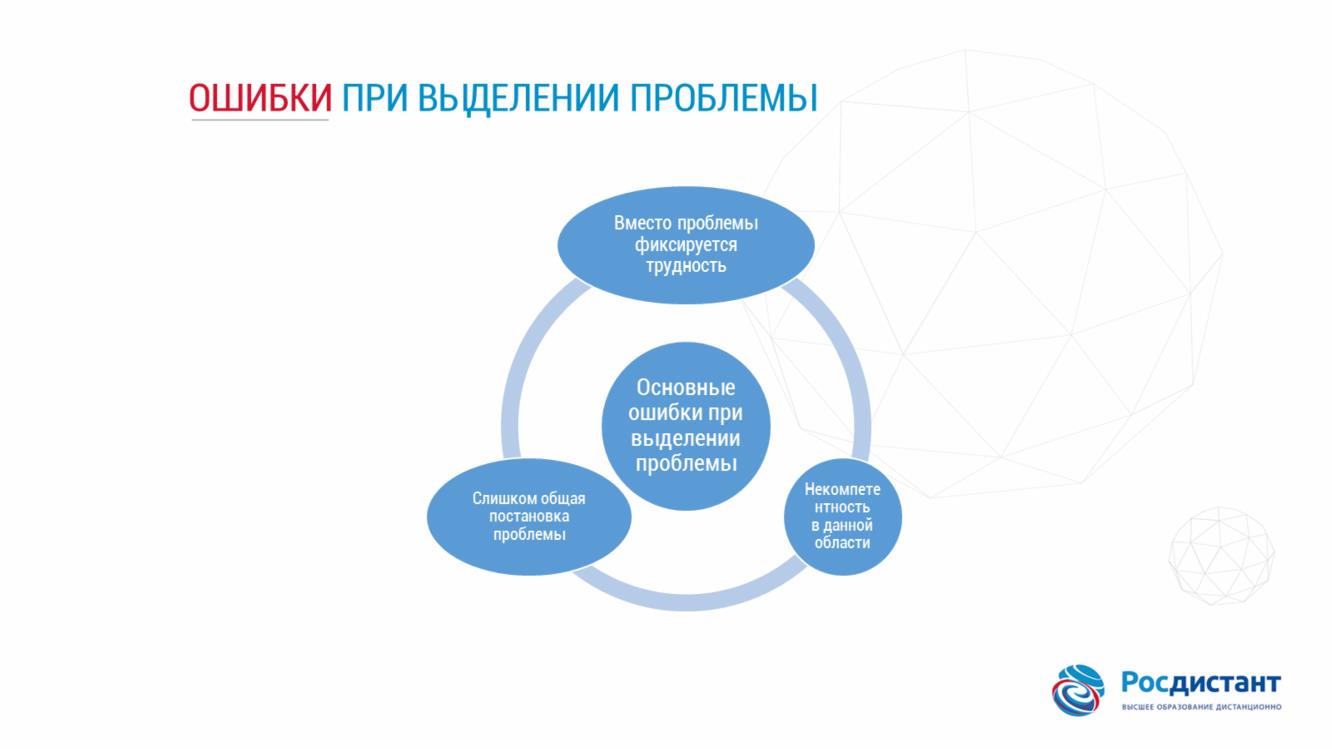 ОШИБКИ ПРИ ВЫДЕЛЕНИИ ПРОБЛЕМЫ
Вместо проблемы
фиксируется
трудность
Основные
ошибки при
выделении
проблемы
Слишком общая
постановка
проблемы
Некомпете
нтность
в данной
области
Росдистант
ВЫСШЕЕ ОБРАЗОВАНИЕ ДИСТАНЦИОННО